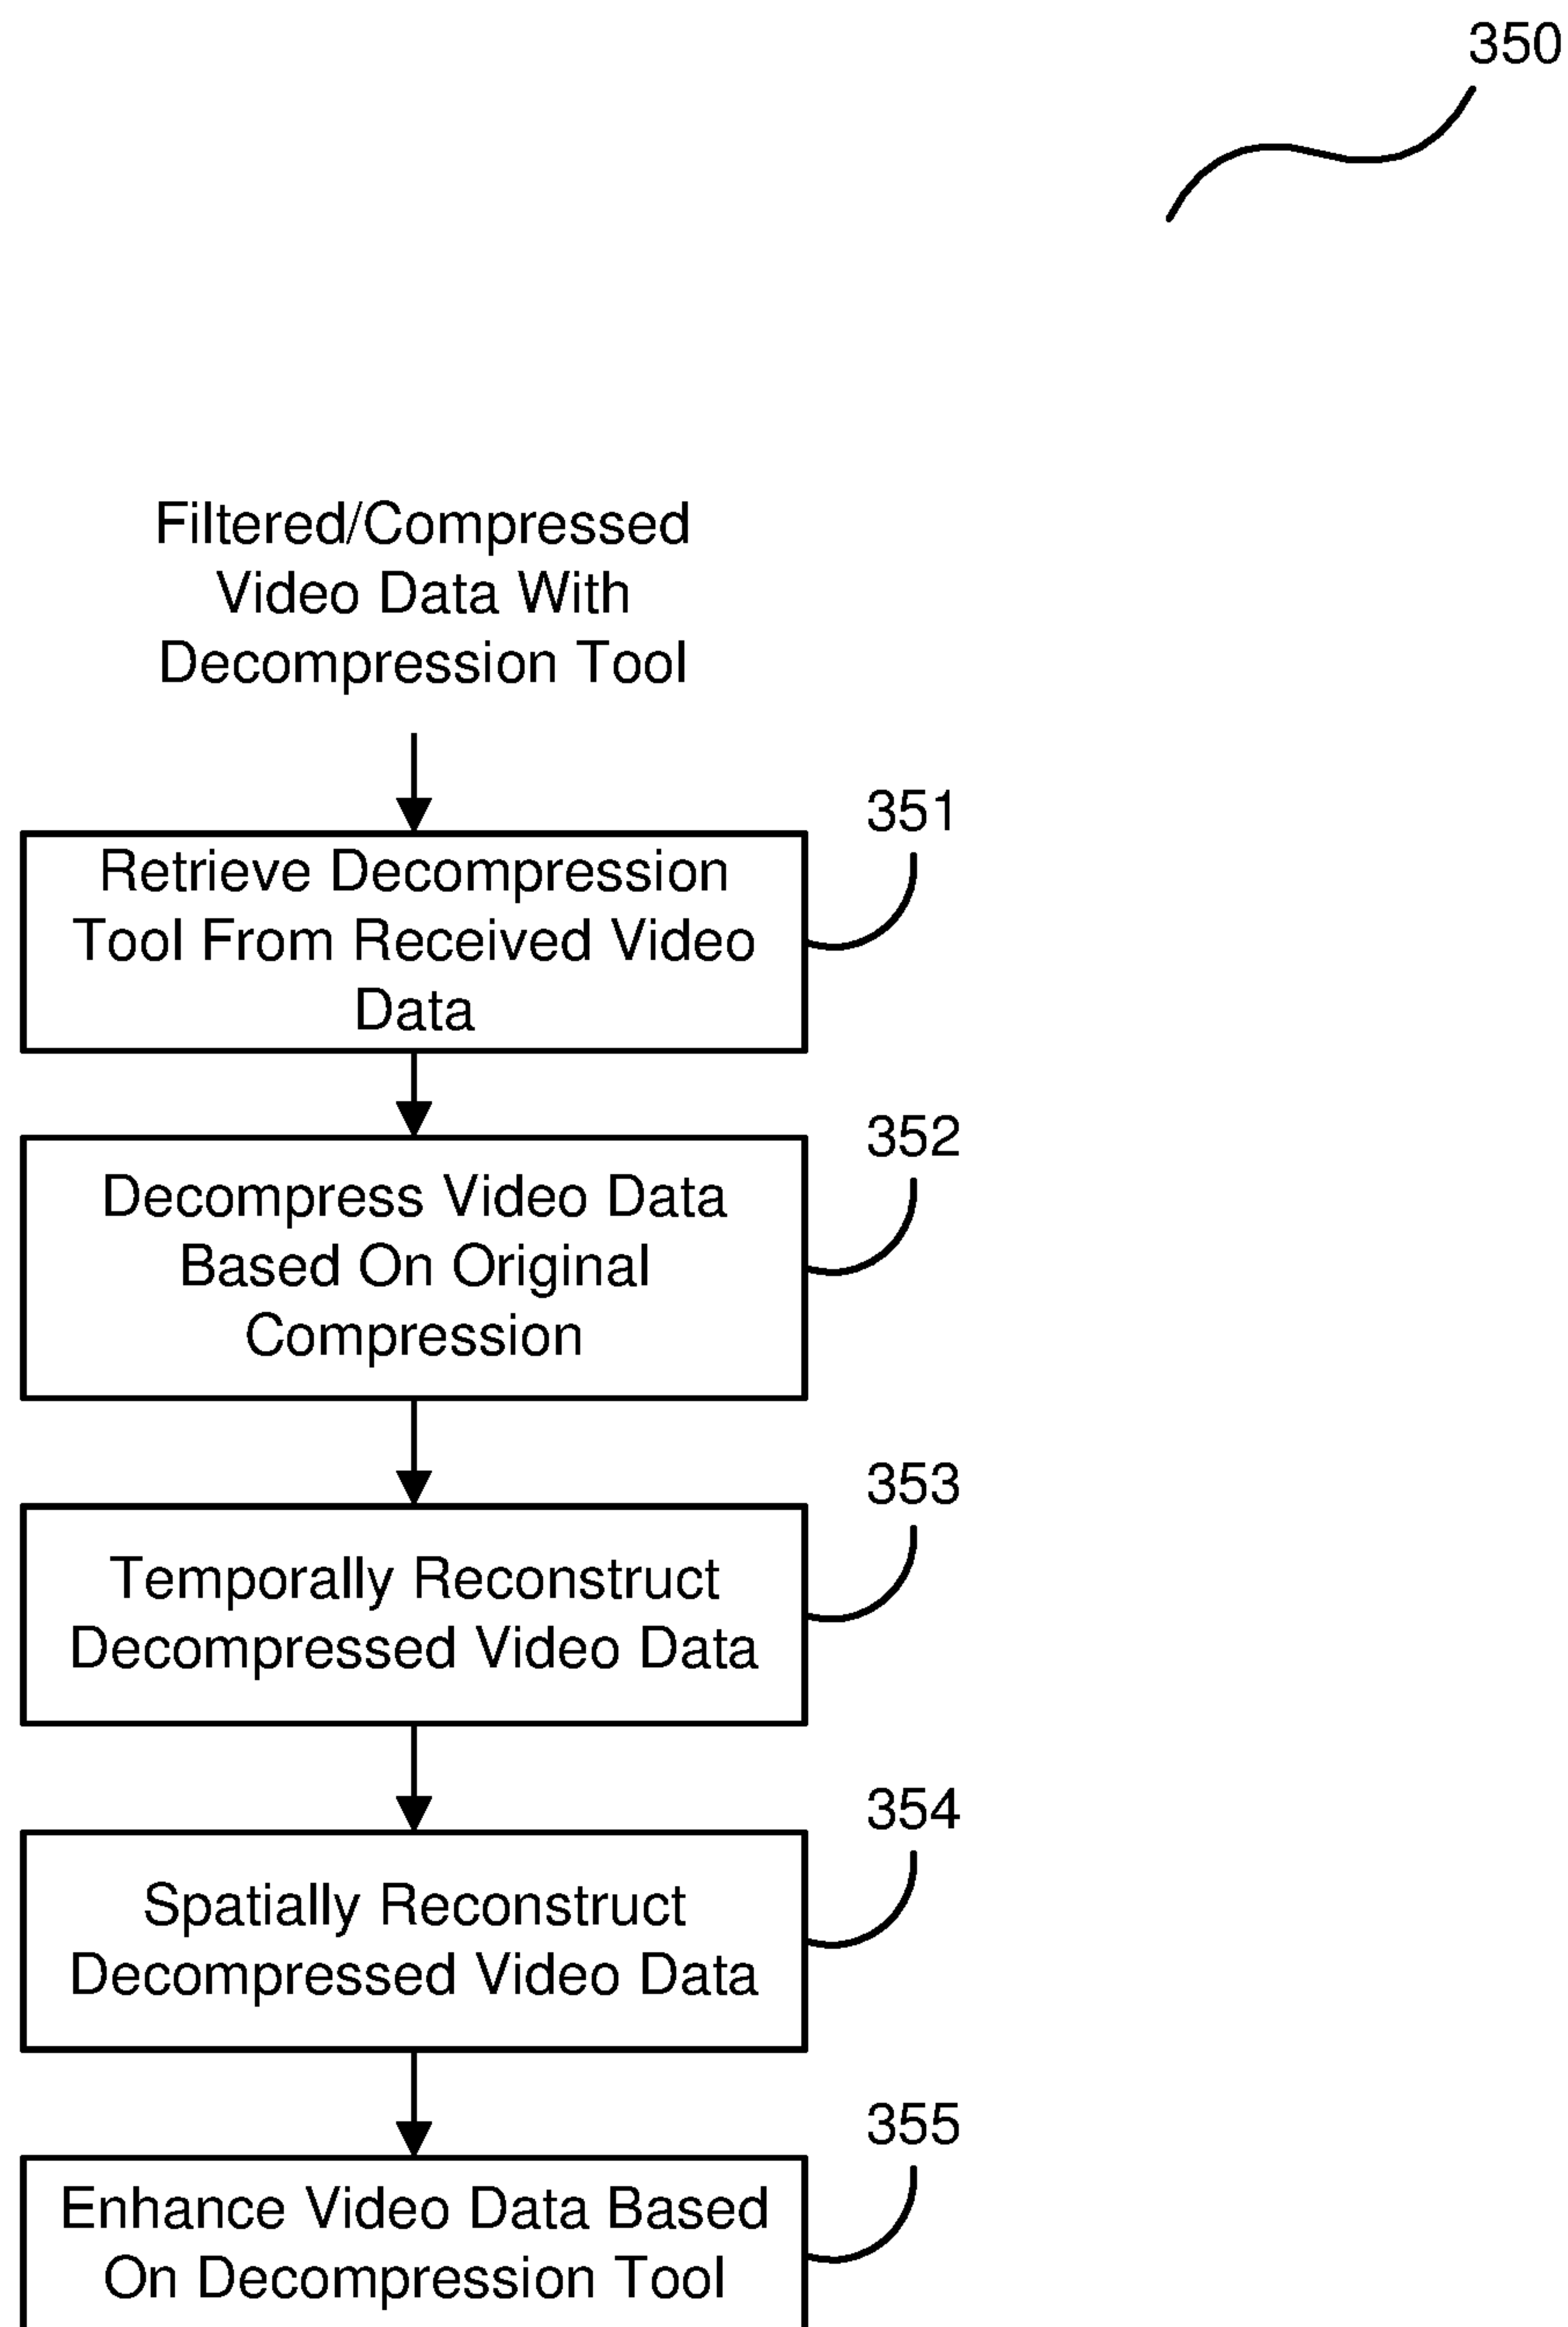 350
Filtered/Compressed
Video Data With
Decompression Tool
351
Retrieve Decompression
Tool From Received Video
Data
352
Decompress Video Data
Based On Original
Compression
353
Temporally Reconstruct
Decompressed Video Data
354
Spatially Reconstruct
Decompressed Video Data
355
Enhance Video Data Based
On Decompression Tool